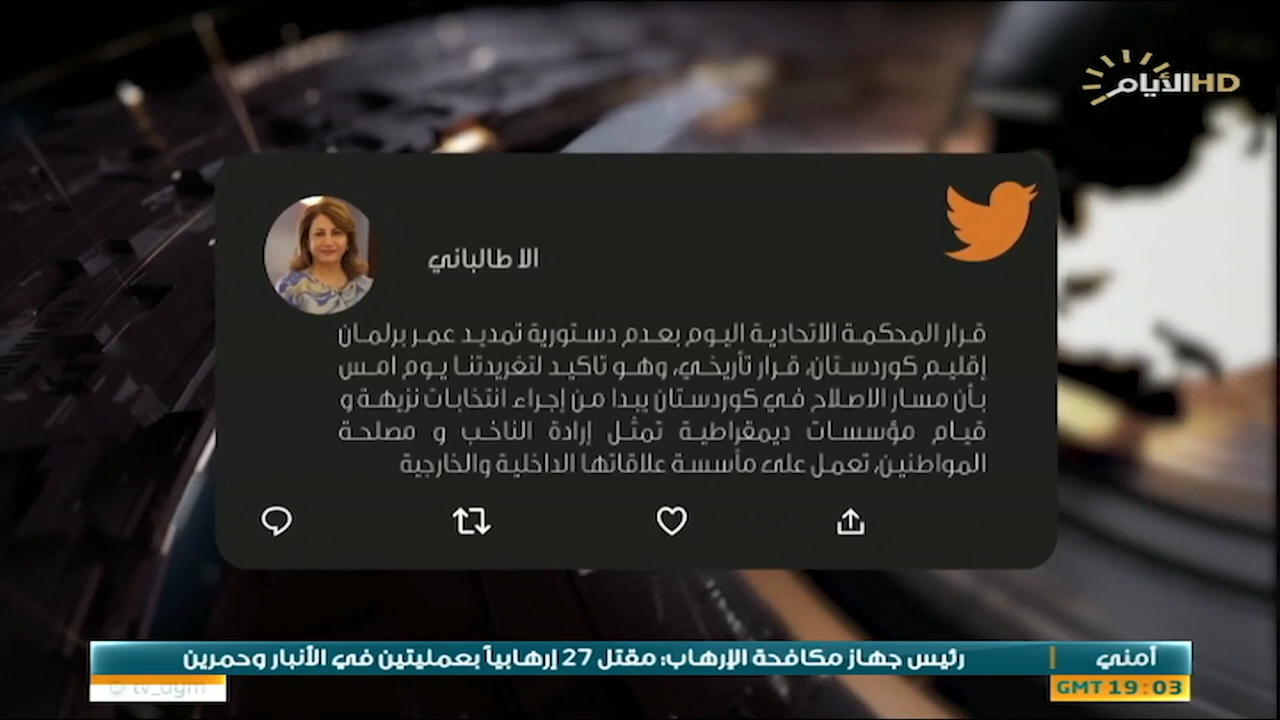 الأيام HD
الا طالباني
قرار المحكمة الاتحادية اليوم بعدم دستورية تمديد عمر برلمان
إقليم كوردستان، قرار تأريخي، وهو تاكيد لتغريدتنا يوم امس
بأن مسار الاصلاح في كوردستان يبدا من إجراء انتخابات نزيهة و
قيام مؤسسات ديمقراطية تمثل إرادة الناخب و مصلحة
المواطنين، تعمل على مأسسة علاقاتها الداخلية والخارجية
أمني
رئيس جهاز مكافحة الإرهاب: مقتل 27 إرهابياً بعمليتين في الأنبار وحمرين
GMT 19:03